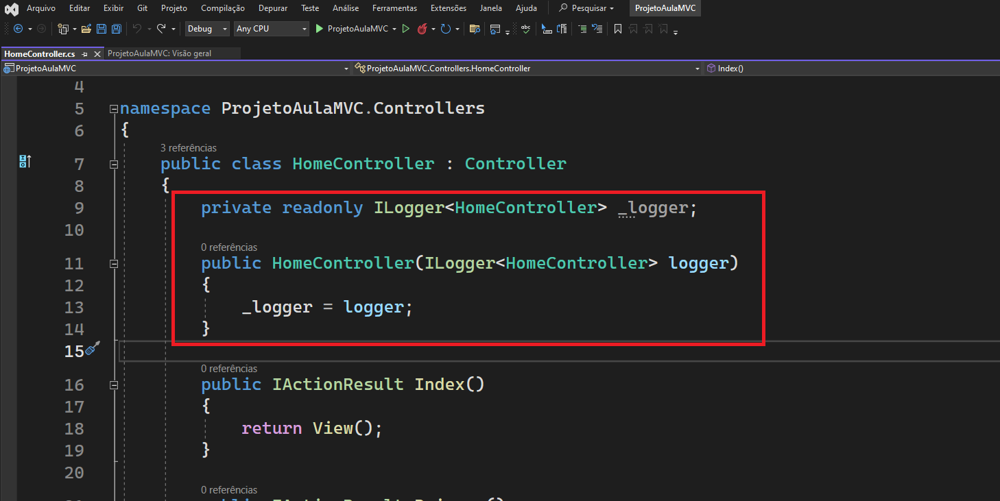 Arquivo Editar Exibir Git Projeto Compilação Depurar Teste Análise Ferramentas Extensões Janela Ajuda Pesquisar ProjetoAulaMVC
Debug Any CPU ProjetoAulaMVC
HomeController.cs ProjetoAulaMVC: Visão geral
ProjetoAulaMVC ProjetoAulaMVC.Controllers.HomeController Index()
4
5 namespace ProjetoAulaMVC.Controllers
6 {
3 referências
7 public class HomeController : Controller
8 {
9 private readonly ILogger<HomeController> _logger;
10
0 referências
11 public HomeController(ILogger<HomeController> logger)
12 {
13 _logger = logger;
14 }
15
0 referências
16 public IActionResult Index()
17 {
18 return View();
19 }
20
0 referências